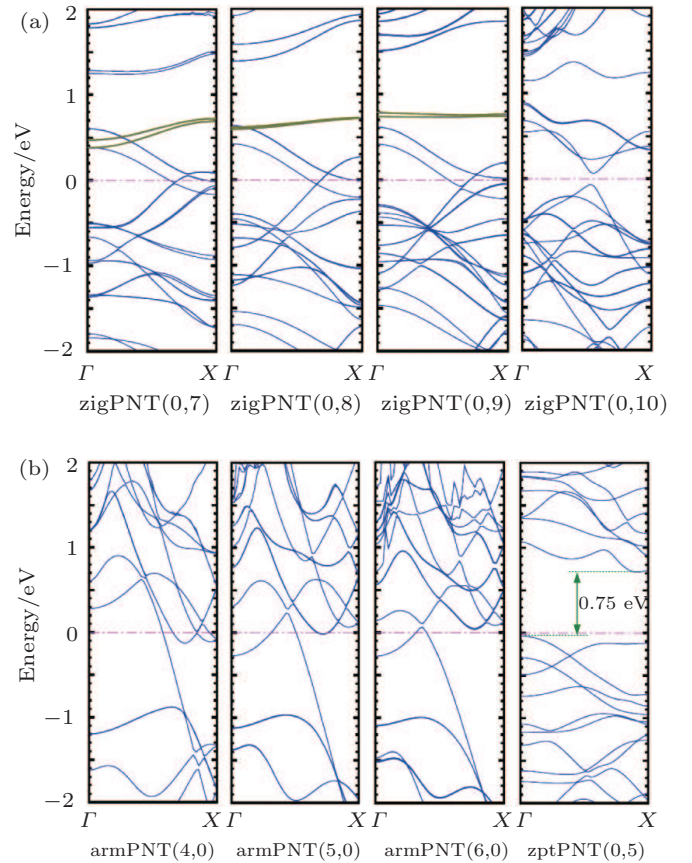 (a)
2
1
0
−1
−2
Energy/eV
Γ X Γ X Γ X Γ X
zigPNT(0,7) zigPNT(0,8) zigPNT(0,9) zigPNT(0,10)
(b)
2
1
0
−1
−2
Energy/eV
0.75 eV
Γ X Γ X Γ X Γ X
armPNT(4,0) armPNT(5,0) armPNT(6,0) zptPNT(0,5)